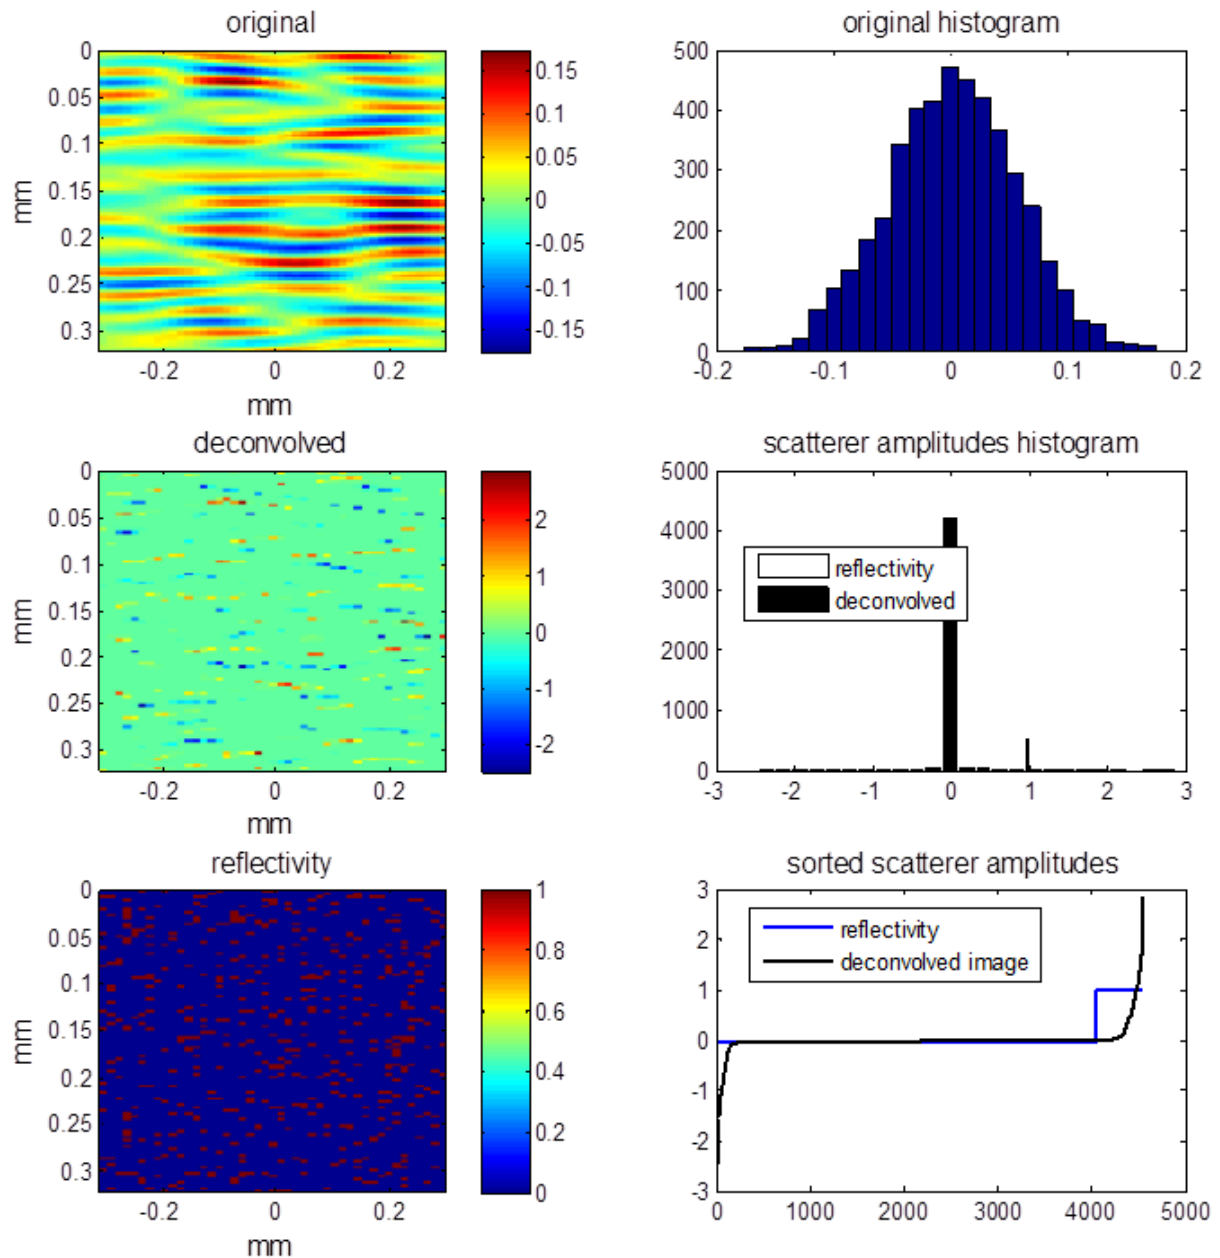 original
0
0.05
0.1
0.15
0.2
0.25
0.3
mm
-0.2 0 0.2
mm
0.15
0.1
0.05
0
-0.05
-0.1
-0.15
original histogram
500
400
300
200
100
0
-0.2 -0.1 0 0.1 0.2
deconvolved
0
0.05
0.1
0.15
0.2
0.25
0.3
mm
-0.2 0 0.2
mm
2
1
0
-1
-2
scatterer amplitudes histogram
5000
4000
3000
2000
1000
0
reflectivity
deconvolved
-3 -2 -1 0 1 2 3
reflectivity
0
0.05
0.1
0.15
0.2
0.25
0.3
mm
-0.2 0 0.2
mm
1
0.8
0.6
0.4
0.2
0
sorted scatterer amplitudes
3
2
1
0
-1
-2
-3
reflectivity
deconvolved image
0 1000 2000 3000 4000 5000